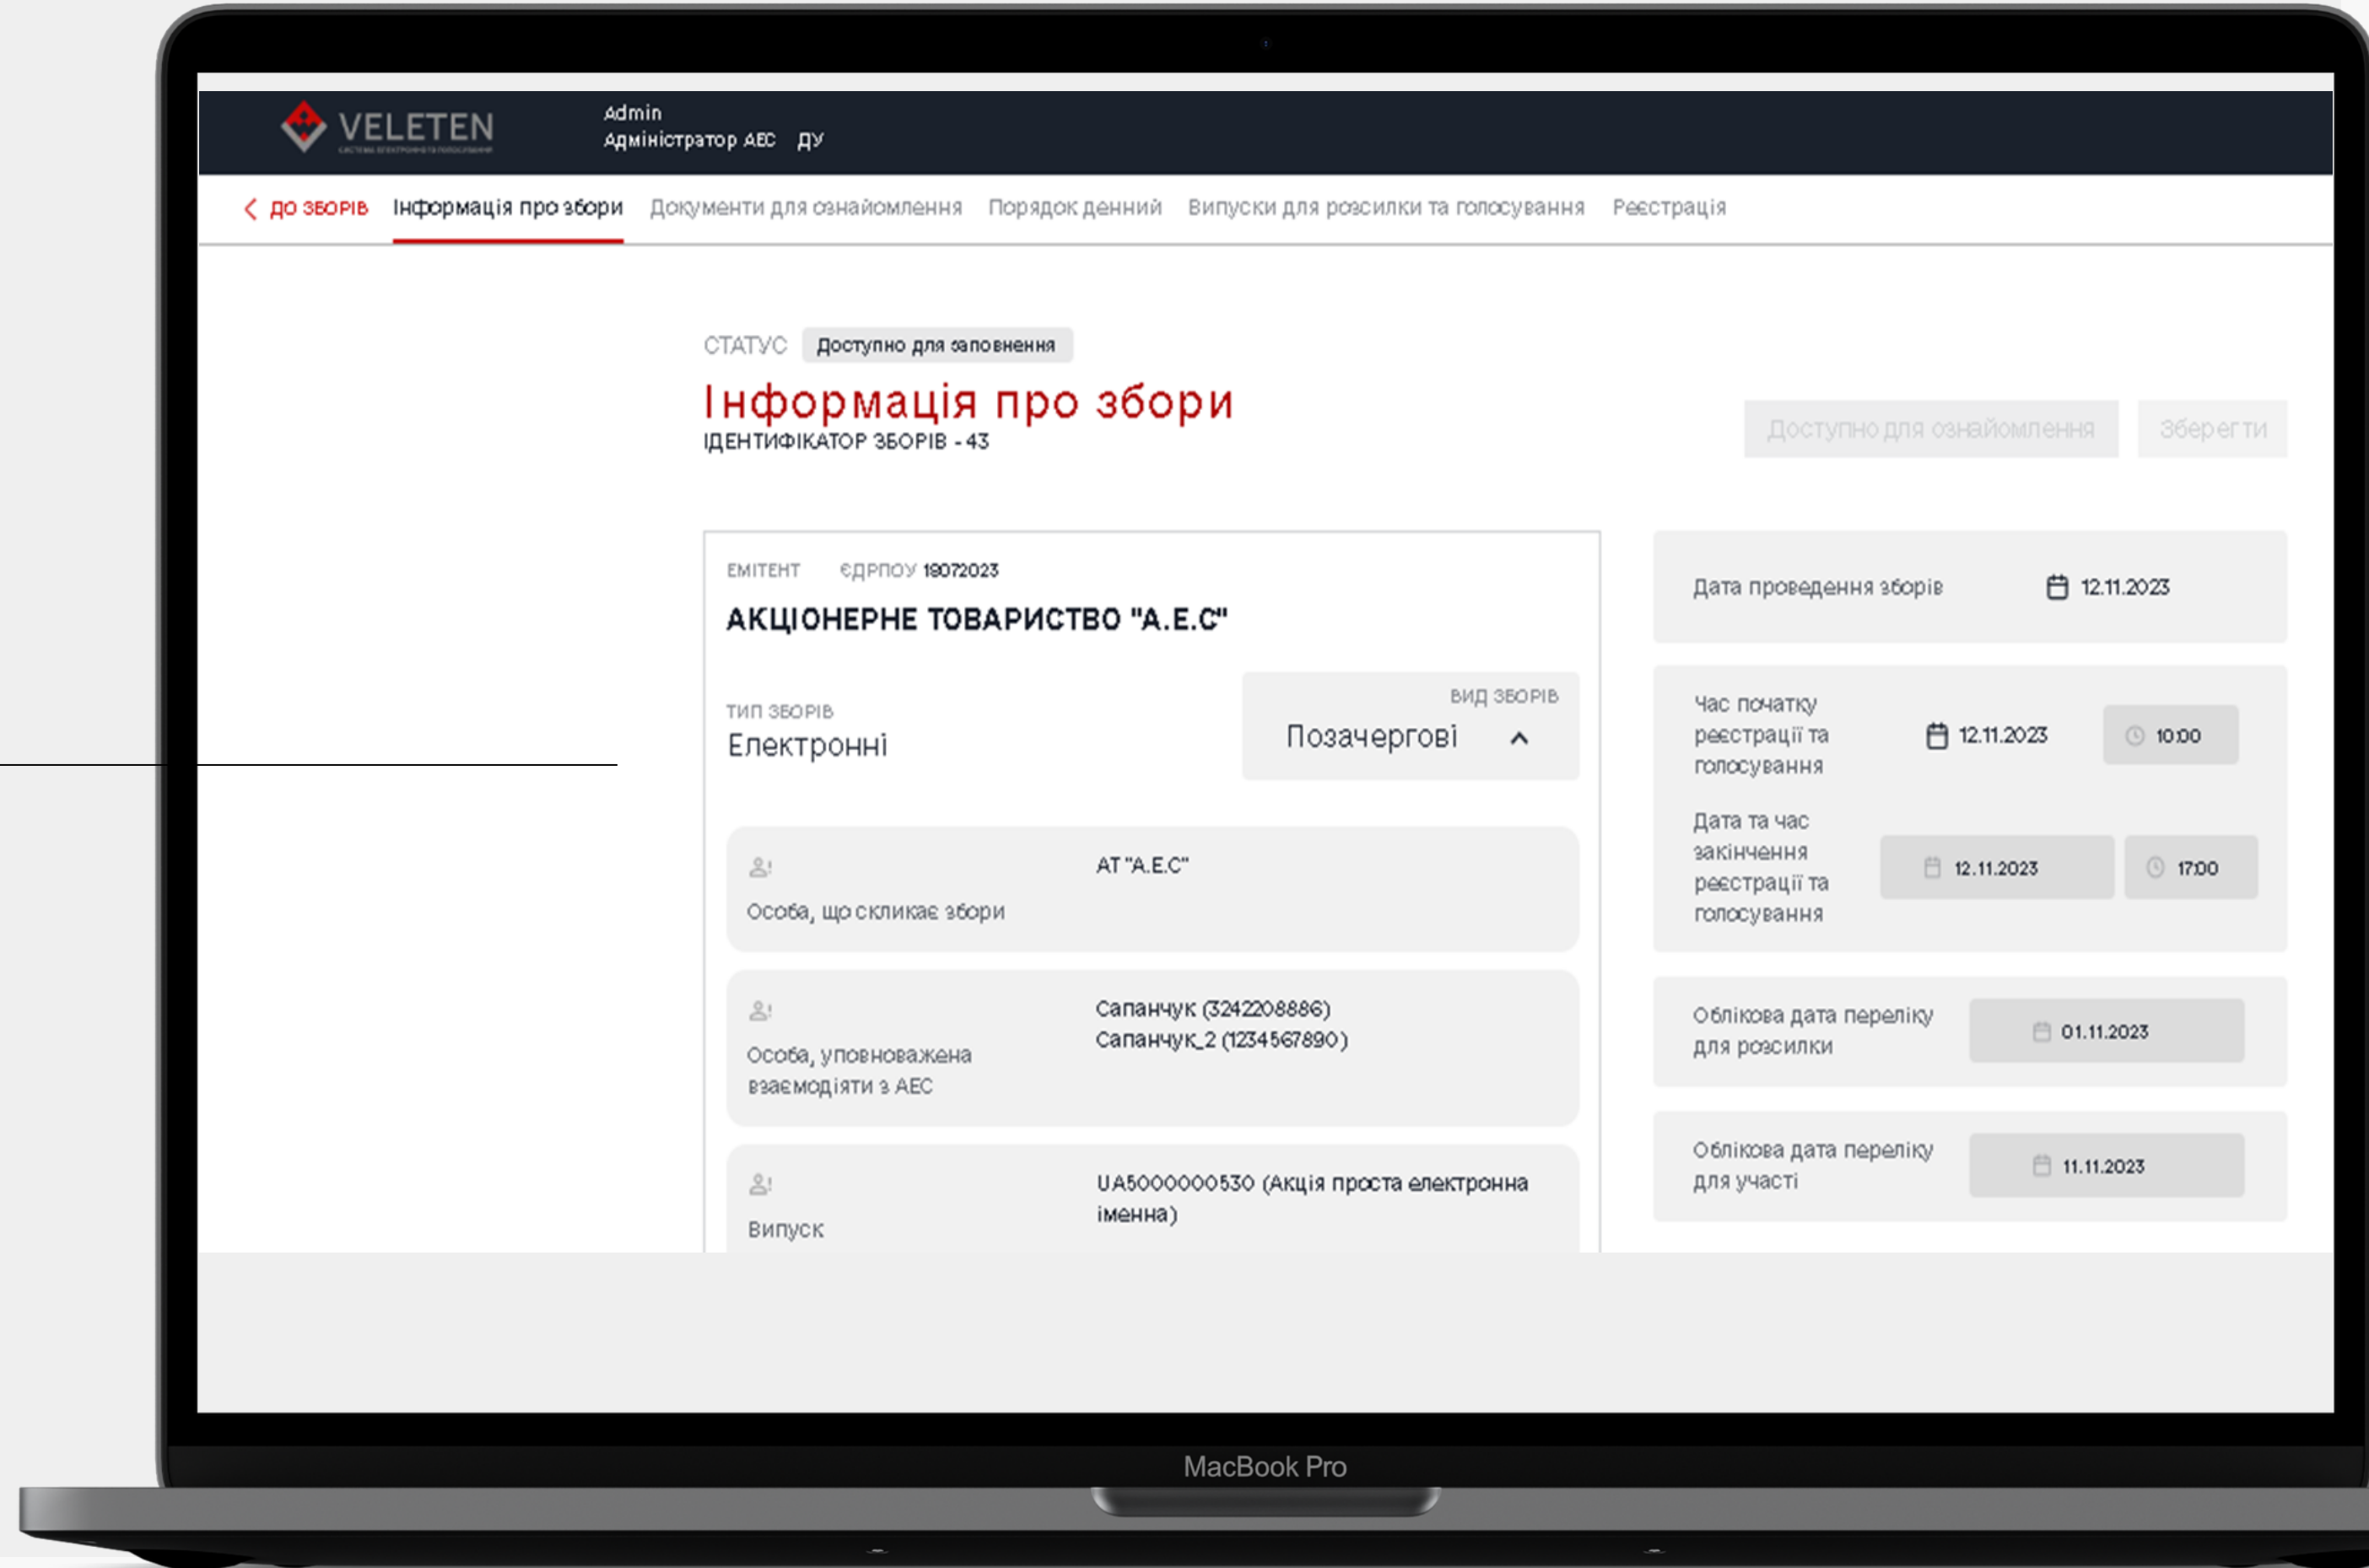 VELETEN
СИСТЕМА ЕЛЕКТРОННОГО ГОЛОСУВАННЯ
Admin
Адміністратор АЕС ДУ
ДО ЗБОРІВ Інформація про збори Документи для ознайомлення Порядок денний Випуски для розсилки та голосування Реєстрація
СТАТУС Доступно для заповнення
Інформація про збори
ІДЕНТИФІКАТОР ЗБОРІВ - 43
Доступно для ознайомлення Зберегти
ЕМІТЕНТ ЄДРПОУ 19072023
АКЦІОНЕРНЕ ТОВАРИСТВО "А.Е.С"
ТИП ЗБОРІВ
Електронні
ВИД ЗБОРІВ
Позачергові
АТ "А.Е.С"
Особа, що скликає збори
Сапанчук (3242208886)
Сапанчук_2 (1234567890)
Особа, уповноважена
взаємодіяти з АЕС
UA5000000530 (Акція проста електронна
іменна)
Випуск
Дата проведення зборів 12.11.2023
Час початку
реєстрації та
голосування
12.11.2023 10:00
Дата та час
закінчення
реєстрації та
голосування
12.11.2023 17:00
Облікова дата переліку
для розсилки
01.11.2023
Облікова дата переліку
для участі
11.11.2023
MacBook Pro